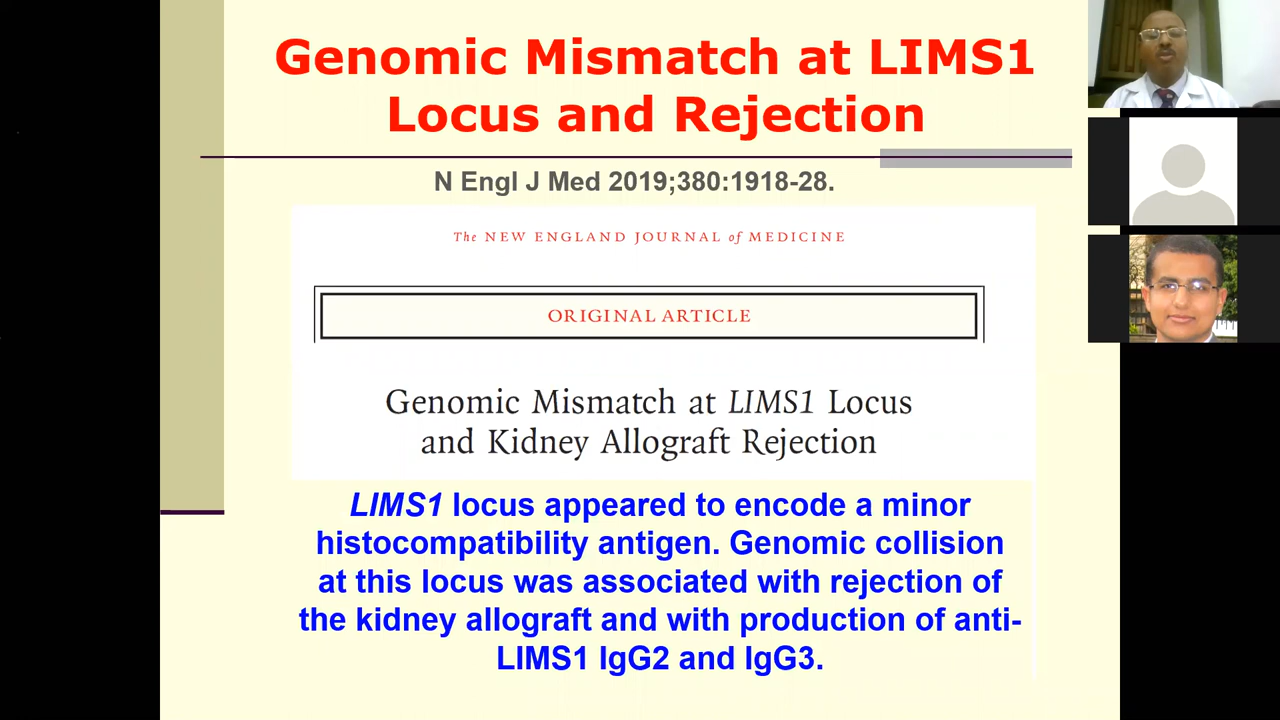 Genomic Mismatch at LIMS1
Locus and Rejection
N Engl J Med 2019;380:1918-28.
The NEW ENGLAND JOURNAL of MEDICINE
ORIGINAL ARTICLE
Genomic Mismatch at LIMS1 Locus
and Kidney Allograft Rejection
LIMS1 locus appeared to encode a minor
histocompatibility antigen. Genomic collision
at this locus was associated with rejection of
the kidney allograft and with production of anti-
LIMS1 IgG2 and IgG3.